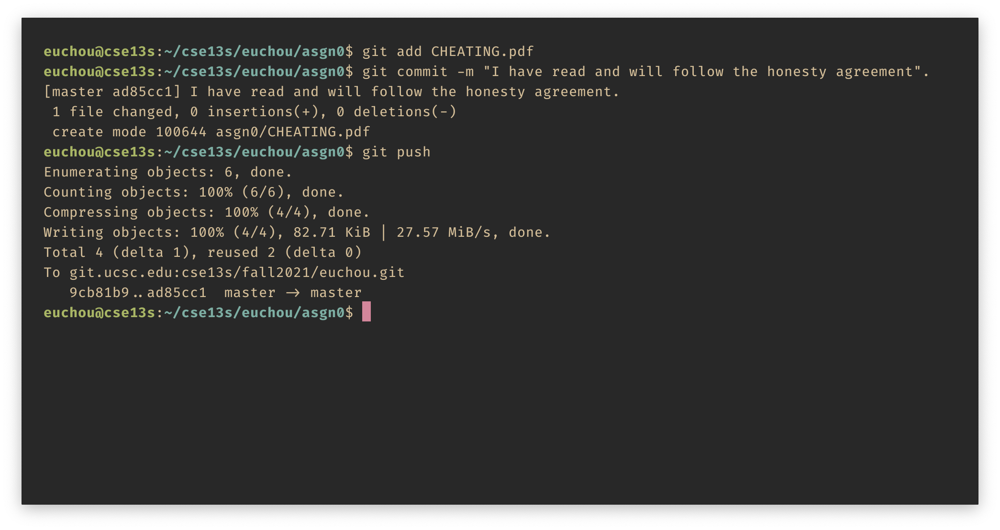 euchou@cse13s:~/cse13s/euchou/asgn0$ git add CHEATING.pdf
euchou@cse13s:~/cse13s/euchou/asgn0$ git commit -m "I have read and will follow the honesty agreement".
[master ad85cc1] I have read and will follow the honesty agreement.
 1 file changed, 0 insertions(+), 0 deletions(-)
 create mode 100644 asgn0/CHEATING.pdf
euchou@cse13s:~/cse13s/euchou/asgn0$ git push
Enumerating objects: 6, done.
Counting objects: 100% (6/6), done.
Compressing objects: 100% (4/4), done.
Writing objects: 100% (4/4), 82.71 KiB | 27.57 MiB/s, done.
Total 4 (delta 1), reused 2 (delta 0)
To git.ucsc.edu:cse13s/fall2021/euchou.git
   9cb81b9..ad85cc1  master -> master
euchou@cse13s:~/cse13s/euchou/asgn0$